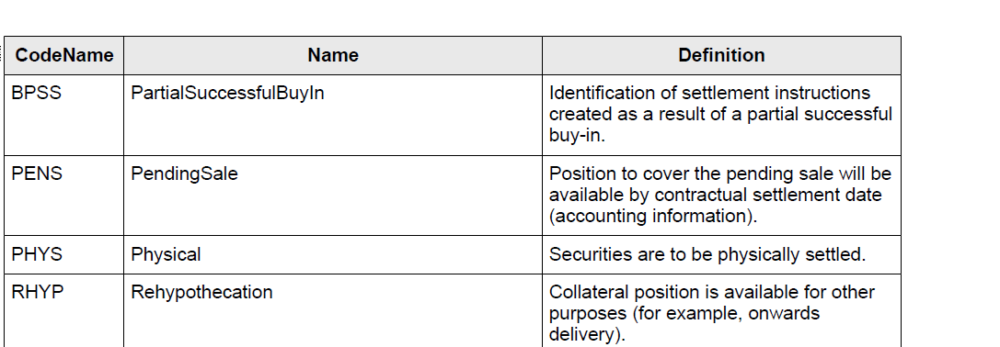 CodeName Name Definition
BPSS PartialSuccessfulBuyIn Identification of settlement instructions
created as a result of a partial successful
buy-in.
PENS PendingSale Position to cover the pending sale will be
available by contractual settlement date
(accounting information).
PHYS Physical Securities are to be physically settled.
RHYP Rehypothecation Collateral position is available for other
purposes (for example, onwards
delivery).